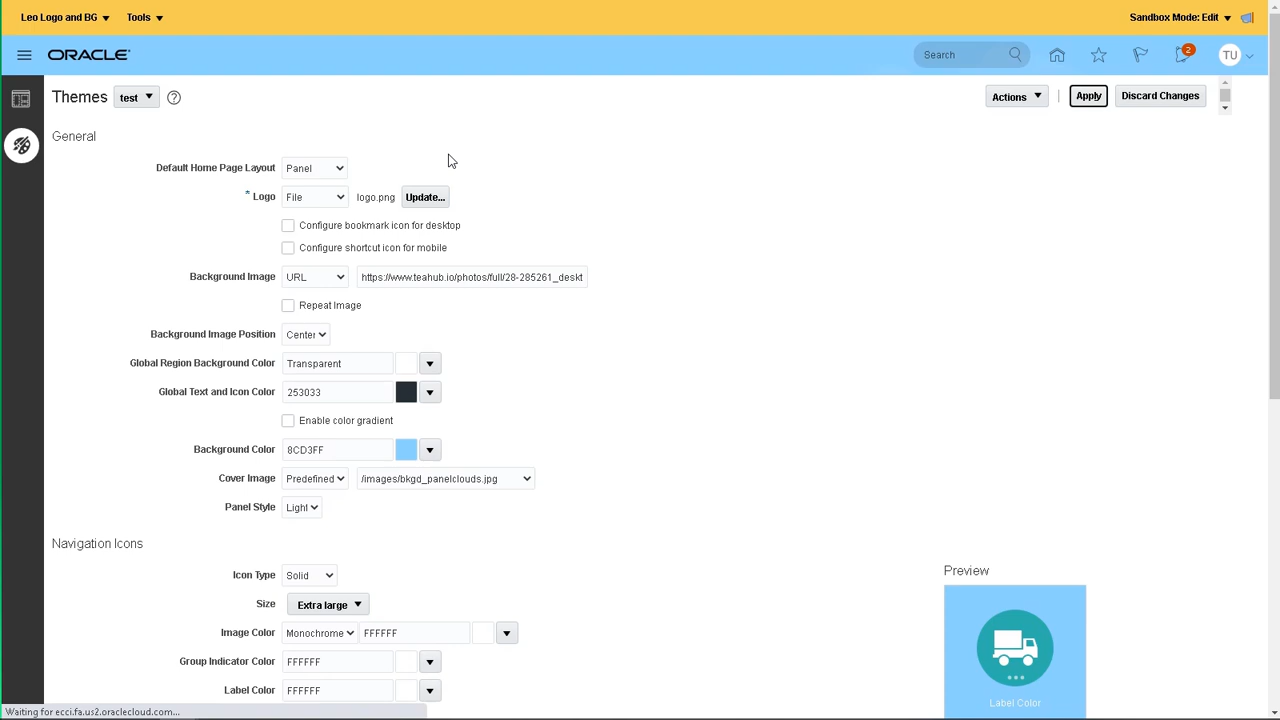 Leo Logo and BG Tools Sandbox Mode: Edit
ORACLE Search 2 TU
Themes test ? Actions Apply Discard Changes
General
Default Home Page Layout Panel
* Logo File logo.png Update...
Configure bookmark icon for desktop
Configure shortcut icon for mobile
Background Image URL https://www.teahub.io/photos/full/28-285261_deskt
Repeat Image
Background Image Position Center
Global Region Background Color Transparent
Global Text and Icon Color 253033
Enable color gradient
Background Color 8CD3FF
Cover Image Predefined /images/bkgd_panelclouds.jpg
Panel Style Light
Navigation Icons
Icon Type Solid
Preview
Size Extra large
Image Color Monochrome FFFFFF
Group Indicator Color FFFFFF
Label Color FFFFFF
Label Color
Waiting for ecci.fa.us2.oraclecloud.com...